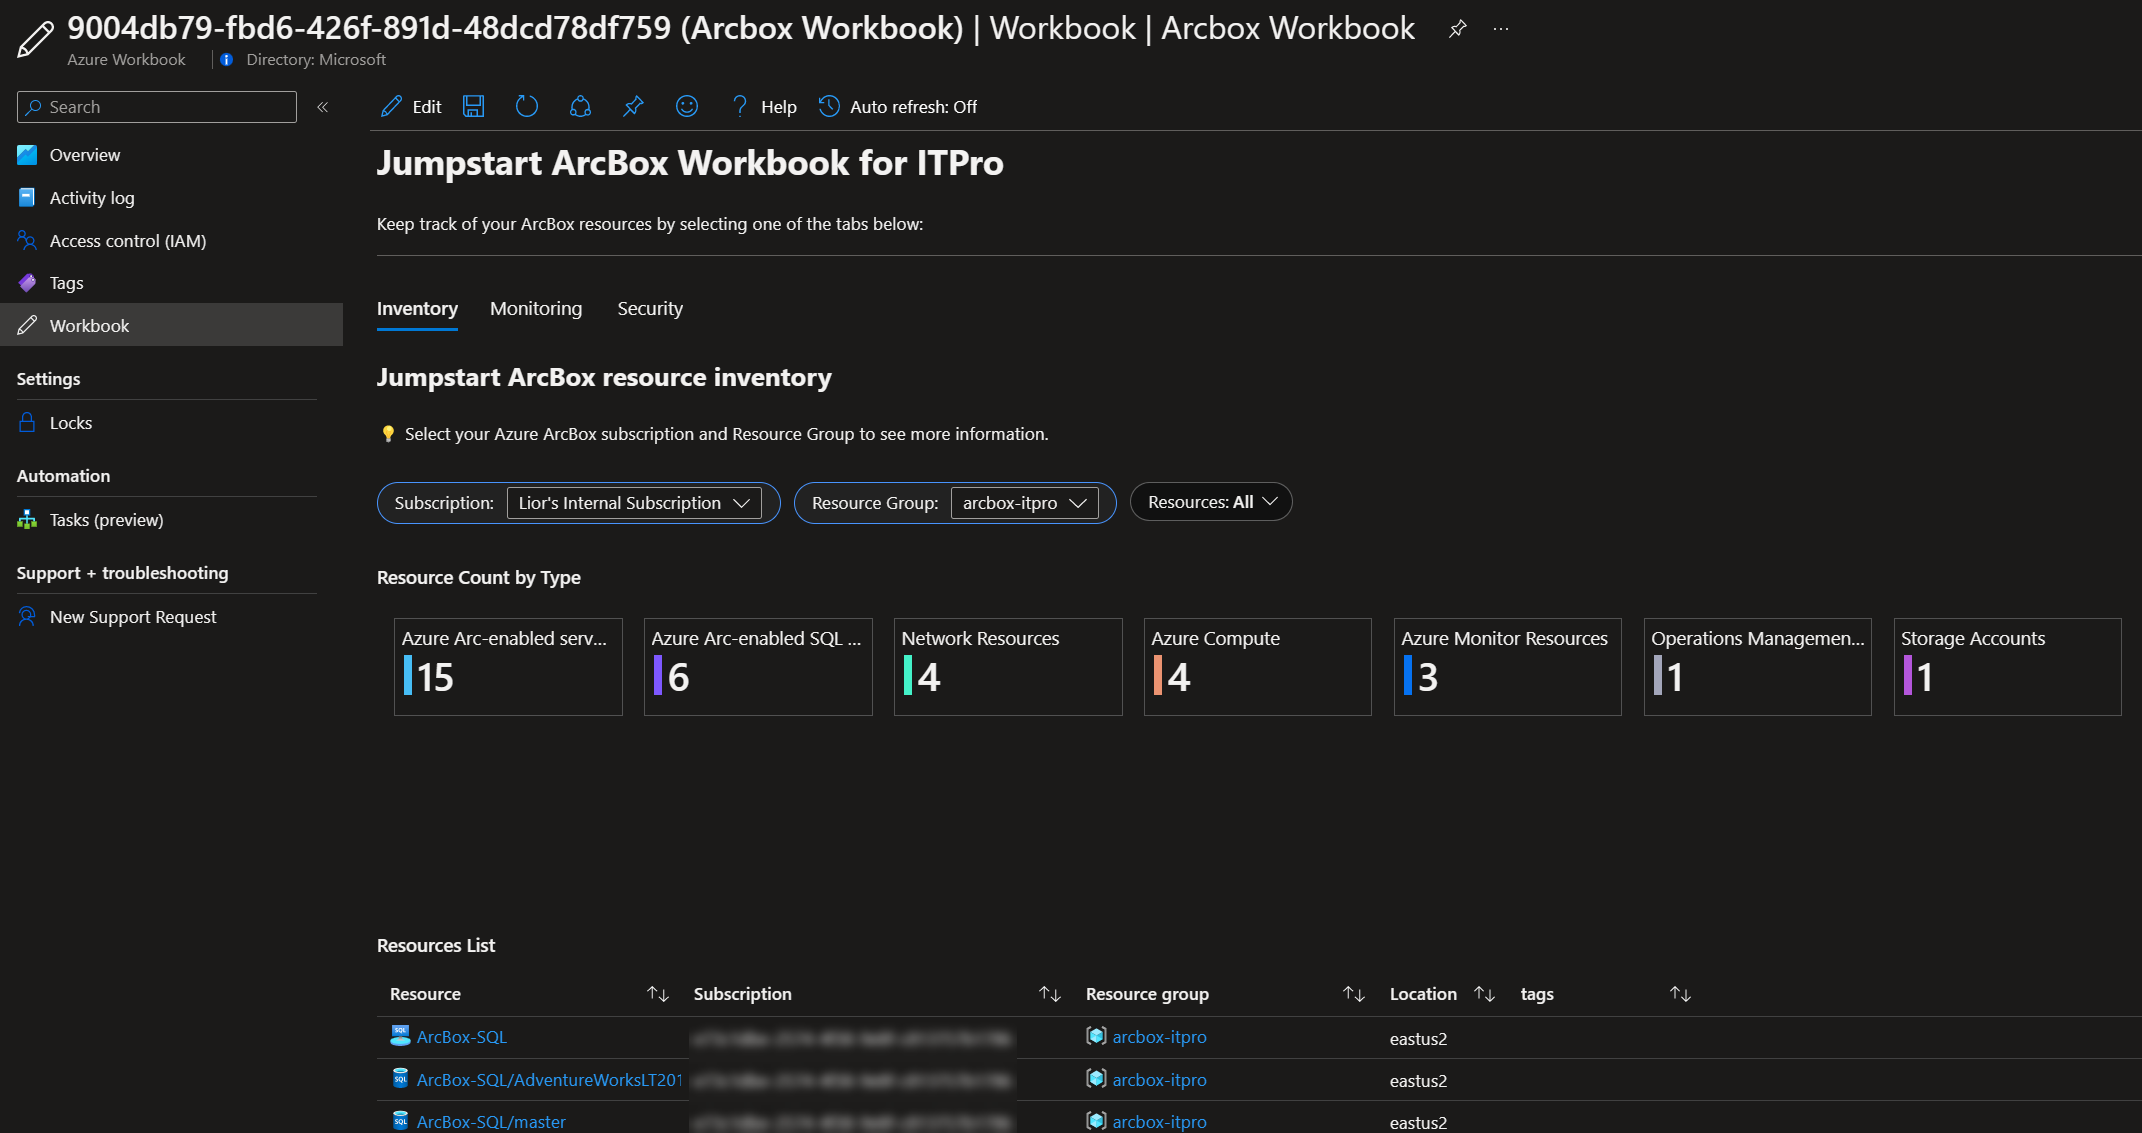 9004db79-fbd6-426f-891d-48dcd78df759 (Arcbox Workbook) | Workbook | Arcbox Workbook
Azure Workbook
Directory: Microsoft
Search
Edit
Help
Auto refresh: Off
Overview
Activity log
Access control (IAM)
Tags
Workbook
Settings
Locks
Automation
Tasks (preview)
Support + troubleshooting
New Support Request
Jumpstart ArcBox Workbook for ITPro
Keep track of your ArcBox resources by selecting one of the tabs below:
Inventory Monitoring Security
Jumpstart ArcBox resource inventory
Select your Azure ArcBox subscription and Resource Group to see more information.
Subscription: Lior's Internal Subscription Resource Group: arcbox-itpro Resources: All
Resource Count by Type
Azure Arc-enabled serv...
15
Azure Arc-enabled SQL ...
6
Network Resources
4
Azure Compute
4
Azure Monitor Resources
3
Operations Managemen...
1
Storage Accounts
1
Resources List
Resource Subscription Resource group Location tags
ArcBox-SQL arcbox-itpro eastus2
ArcBox-SQL/AdventureWorksLT201 arcbox-itpro eastus2
ArcBox-SQL/master arcbox-itpro eastus2